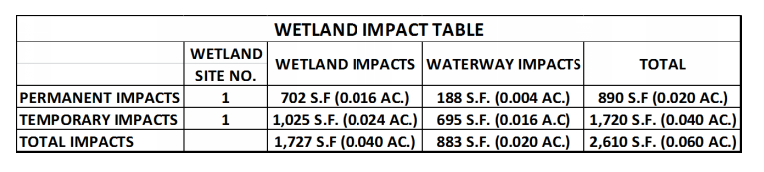 WETLAND IMPACT TABLE
WETLAND SITE NO. WETLAND IMPACTS WATERWAY IMPACTS TOTAL
PERMANENT IMPACTS 1 702 S.F (0.016 AC.) 188 S.F. (0.004 AC.) 890 S.F (0.020 AC.)
TEMPORARY IMPACTS 1 1,025 S.F. (0.024 AC.) 695 S.F. (0.016 A.C) 1,720 S.F. (0.040 AC.)
TOTAL IMPACTS 1,727 S.F (0.040 AC.) 883 S.F. (0.020 AC.) 2,610 S.F. (0.060 AC.)